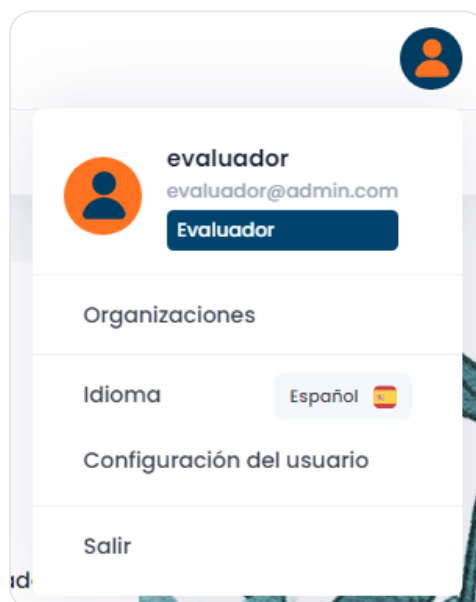 evaluador
evaluador@admin.com
Evaluador
Organizaciones
Idioma
Español
Configuración del usuario
Salir